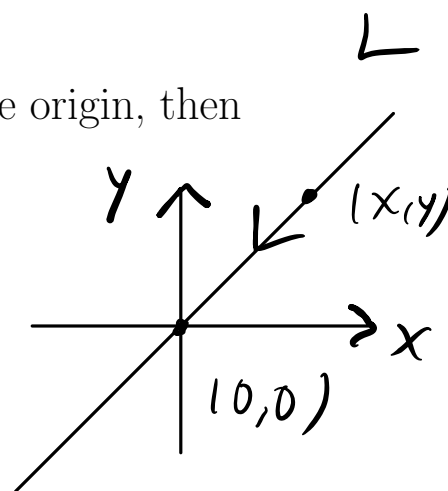 L
e origin, then
y
(x,y)
x
(0,0)